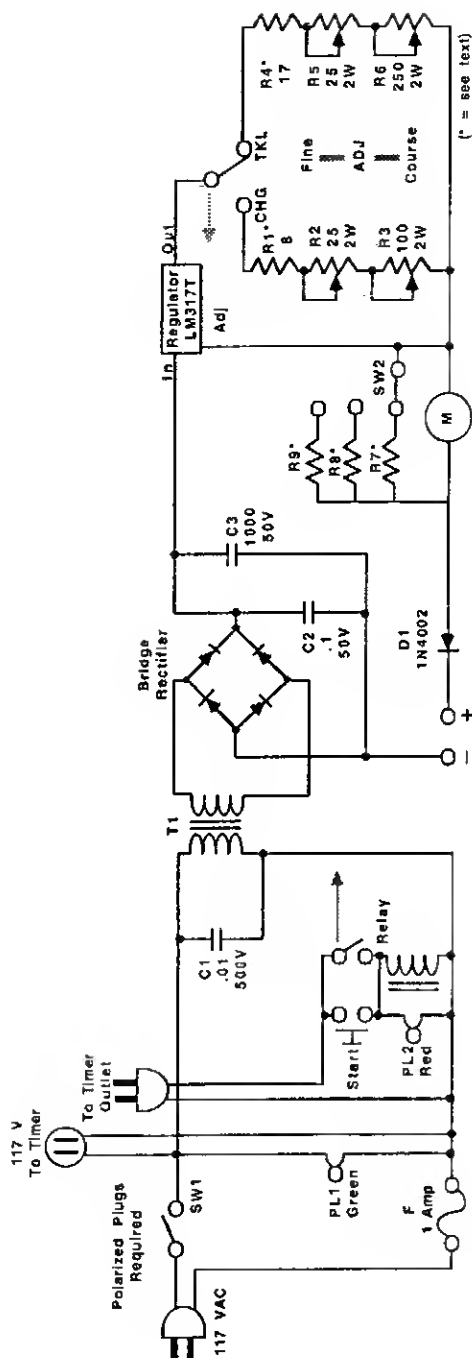 117 V
To Timer
To Timer
Outlet
Polarized Plugs
Required
SW1
117 VAC
PL1
Green
F
1 Amp
C1
.01
500V
Start
Relay
PL2
Red
T1
Bridge
Rectifier
C2
.1
50V
C3
1000
50V
–
+
D1
1N4002
R9*
R8*
R7*
SW2
M
In
Regulator
LM317T
Out
Adj
CHG
TKL
R1*
8
R2
25
2W
R3
100
2W
Fine
ADJ
Course
R4*
17
R5
25
2W
R6
250
2W
(* = see text)